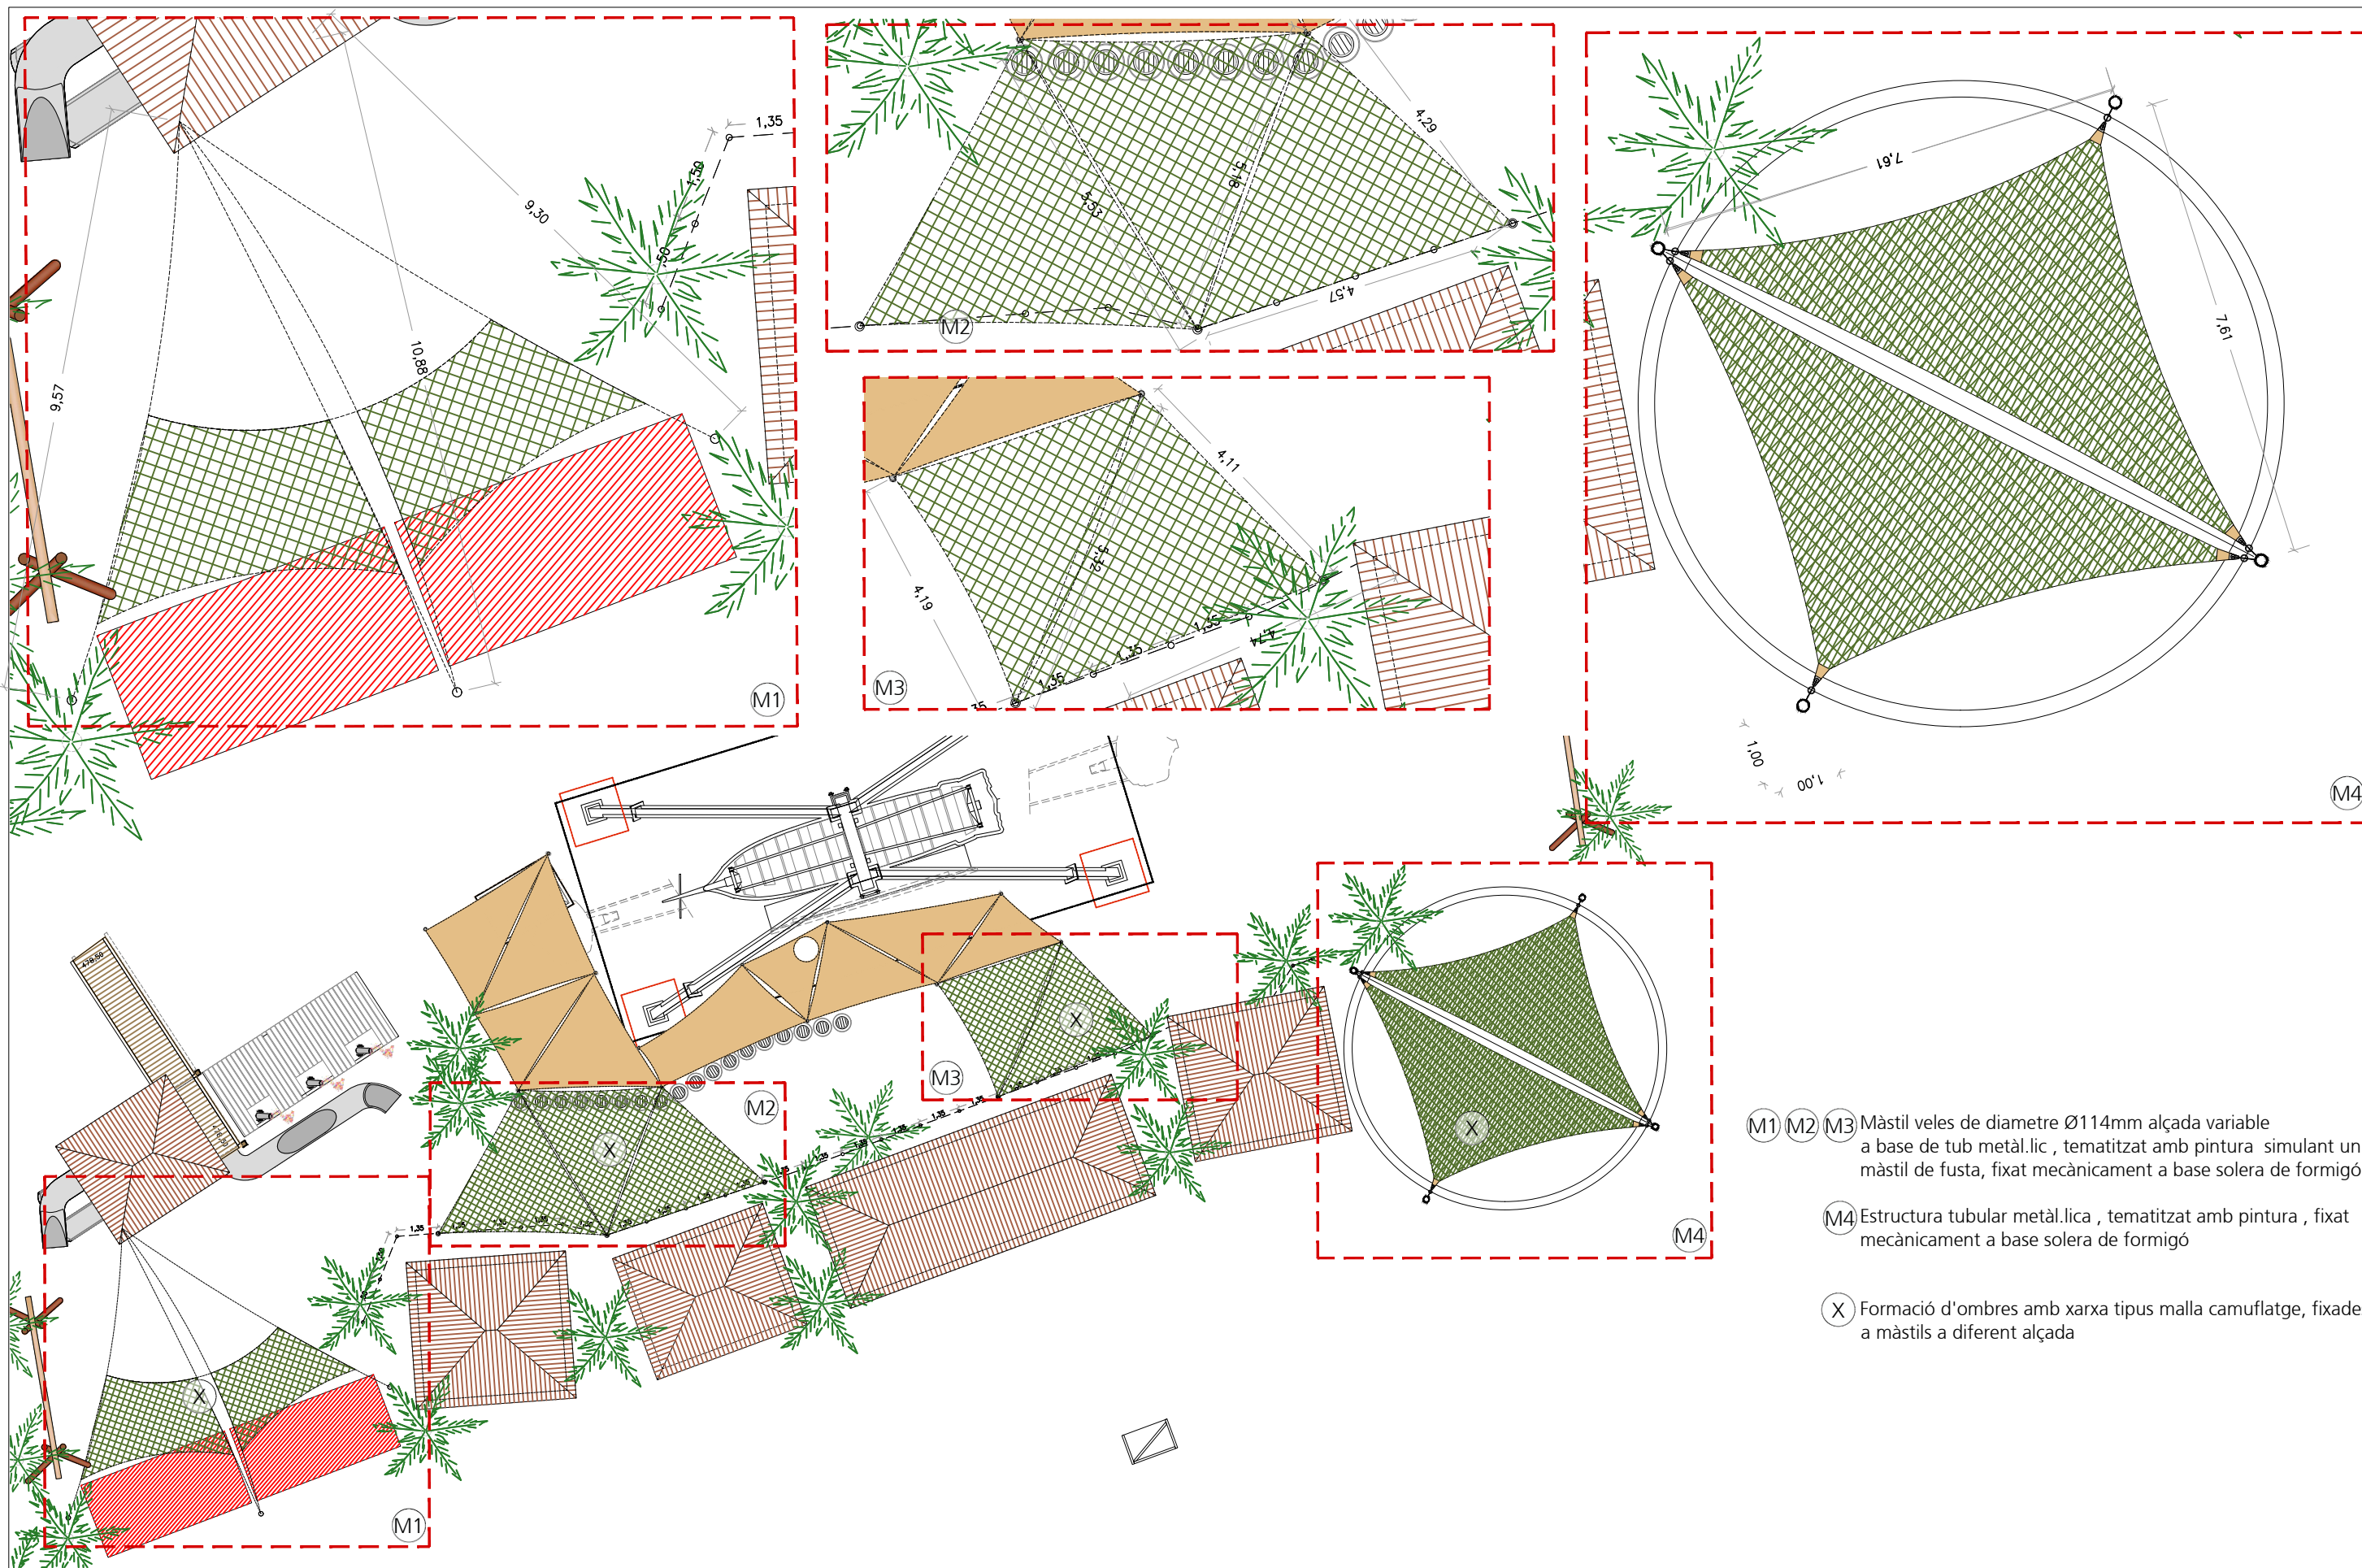 1,35
1,50
,50
9,30
10,88
9,57
M1
4,29
5,18
5,53
4,57
M2
4,11
5,32
4,19
1,35
1,35
1,35
4,74
,35
M3
7,61
7,61
1,00
1,00
M4
M3
M2
1,35
M4
M1
X
X
X
X
M1 M2 M3 Màstil veles de diametre Ø114mm alçada variable
a base de tub metàl.lic , tematitzat amb pintura simulant un
màstil de fusta, fixat mecànicament a base solera de formigó
M4 Estructura tubular metàl.lica , tematitzat amb pintura , fixat
mecànicament a base solera de formigó
X Formació d'ombres amb xarxa tipus malla camuflatge, fixade
a màstils a diferent alçada